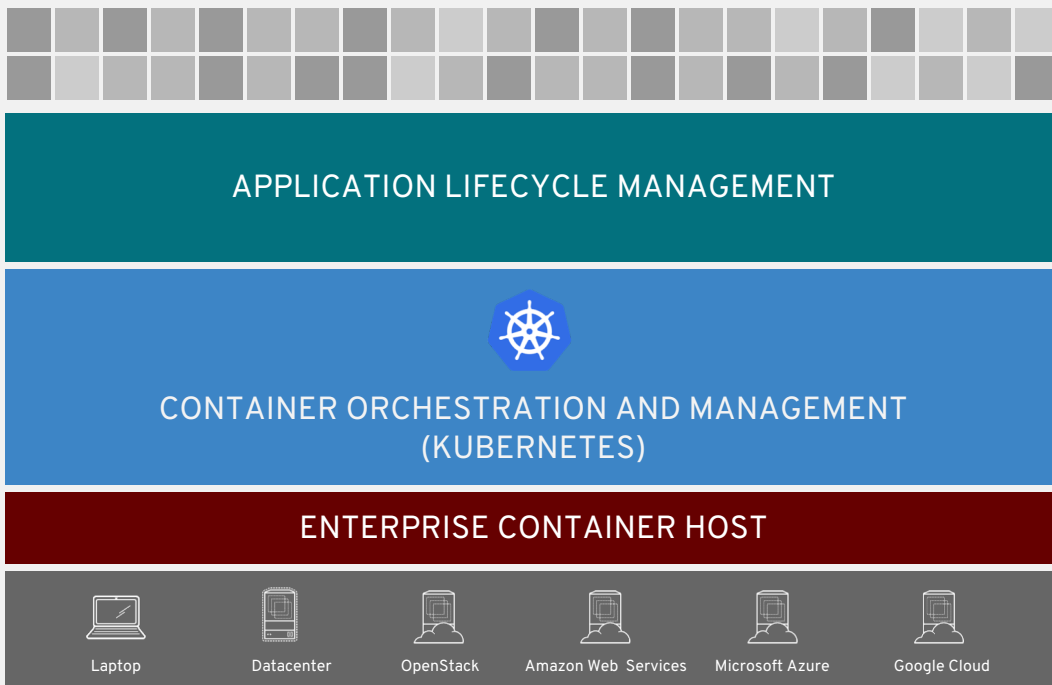 APPLICATION LIFECYCLE MANAGEMENT
CONTAINER ORCHESTRATION AND MANAGEMENT
(KUBERNETES)
ENTERPRISE CONTAINER HOST
Laptop
Datacenter
OpenStack
Amazon Web Services
Microsoft Azure
Google Cloud